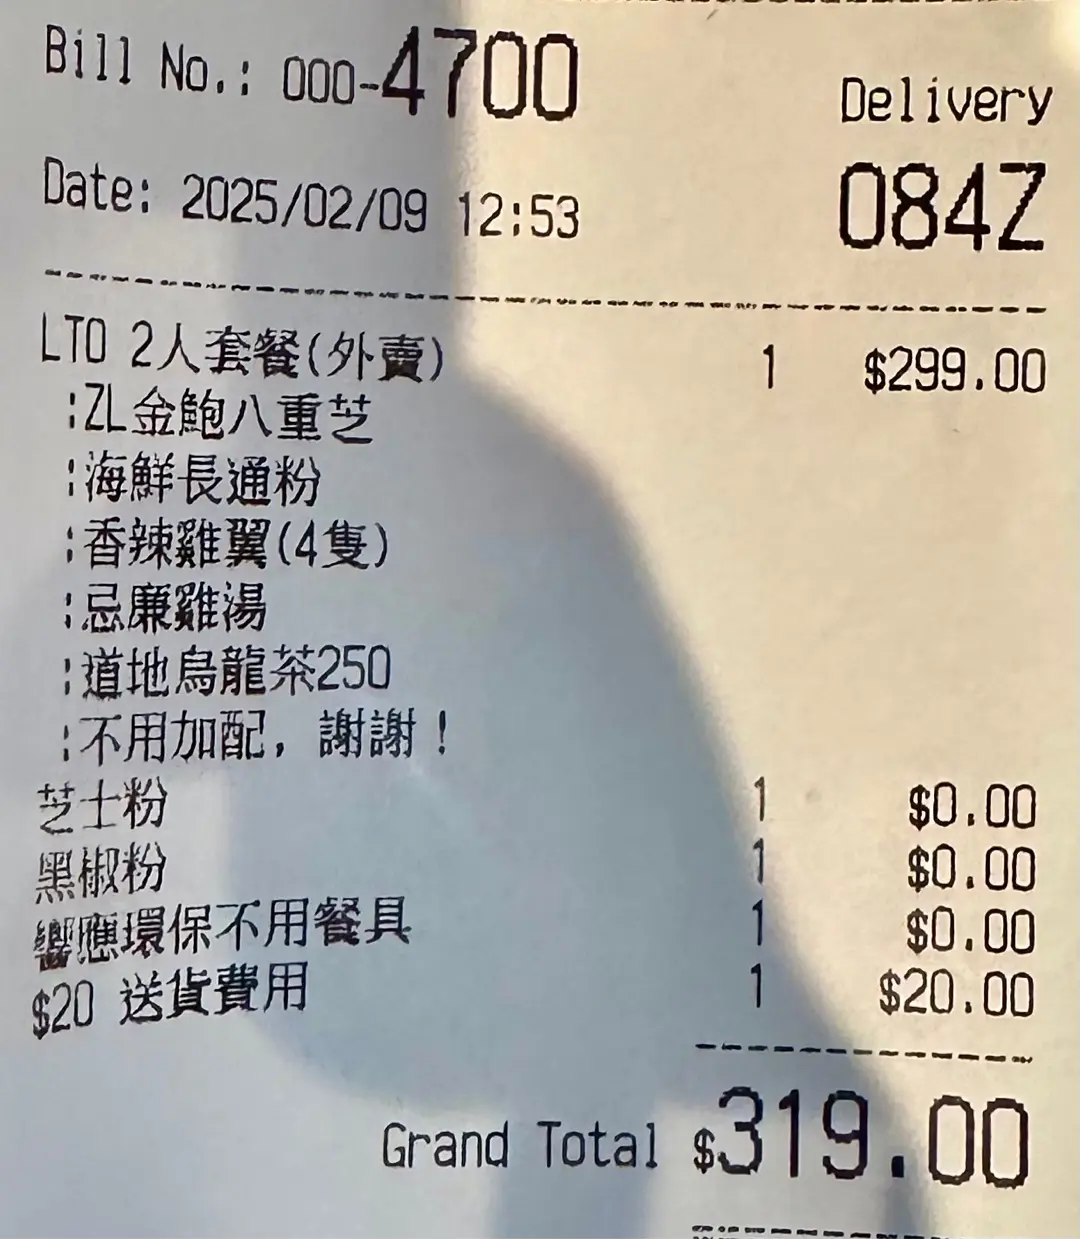 Bill No.: 000-4700
Delivery
Date: 2025/02/09 12:53
084Z
LTO 2人套餐(外賣) 1 $299.00
:ZL金鮑八重芝
:海鮮長通粉
:香辣雞翼(4隻)
:忌廉雞湯
:道地烏龍茶250
:不用加配, 謝謝!
芝士粉 1 $0.00
黑椒粉 1 $0.00
響應環保不用餐具 1 $0.00
$20 送貨費用 1 $20.00
Grand Total $319.00